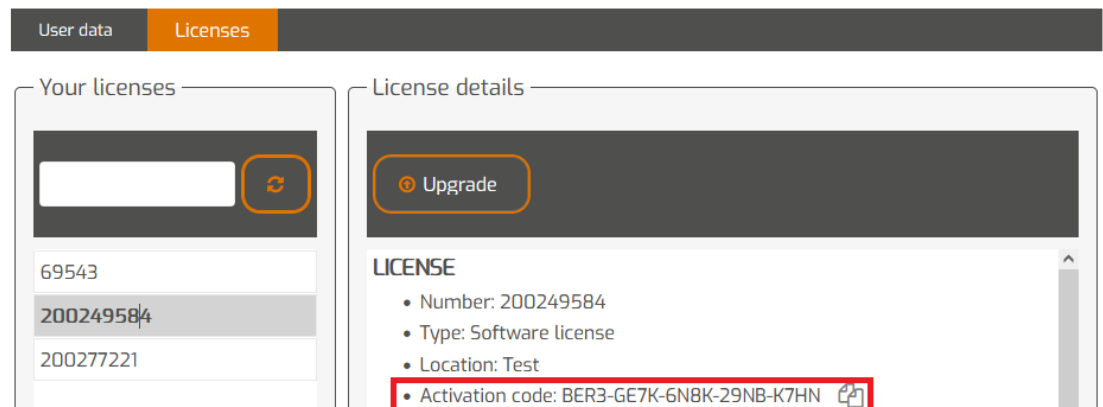 User data
Licenses
Your licenses
69543
200249584
200277221
License details
Upgrade
LICENSE
• Number: 200249584
• Type: Software license
• Location: Test
• Activation code: BER3-GE7K-6N8K-29NB-K7HN